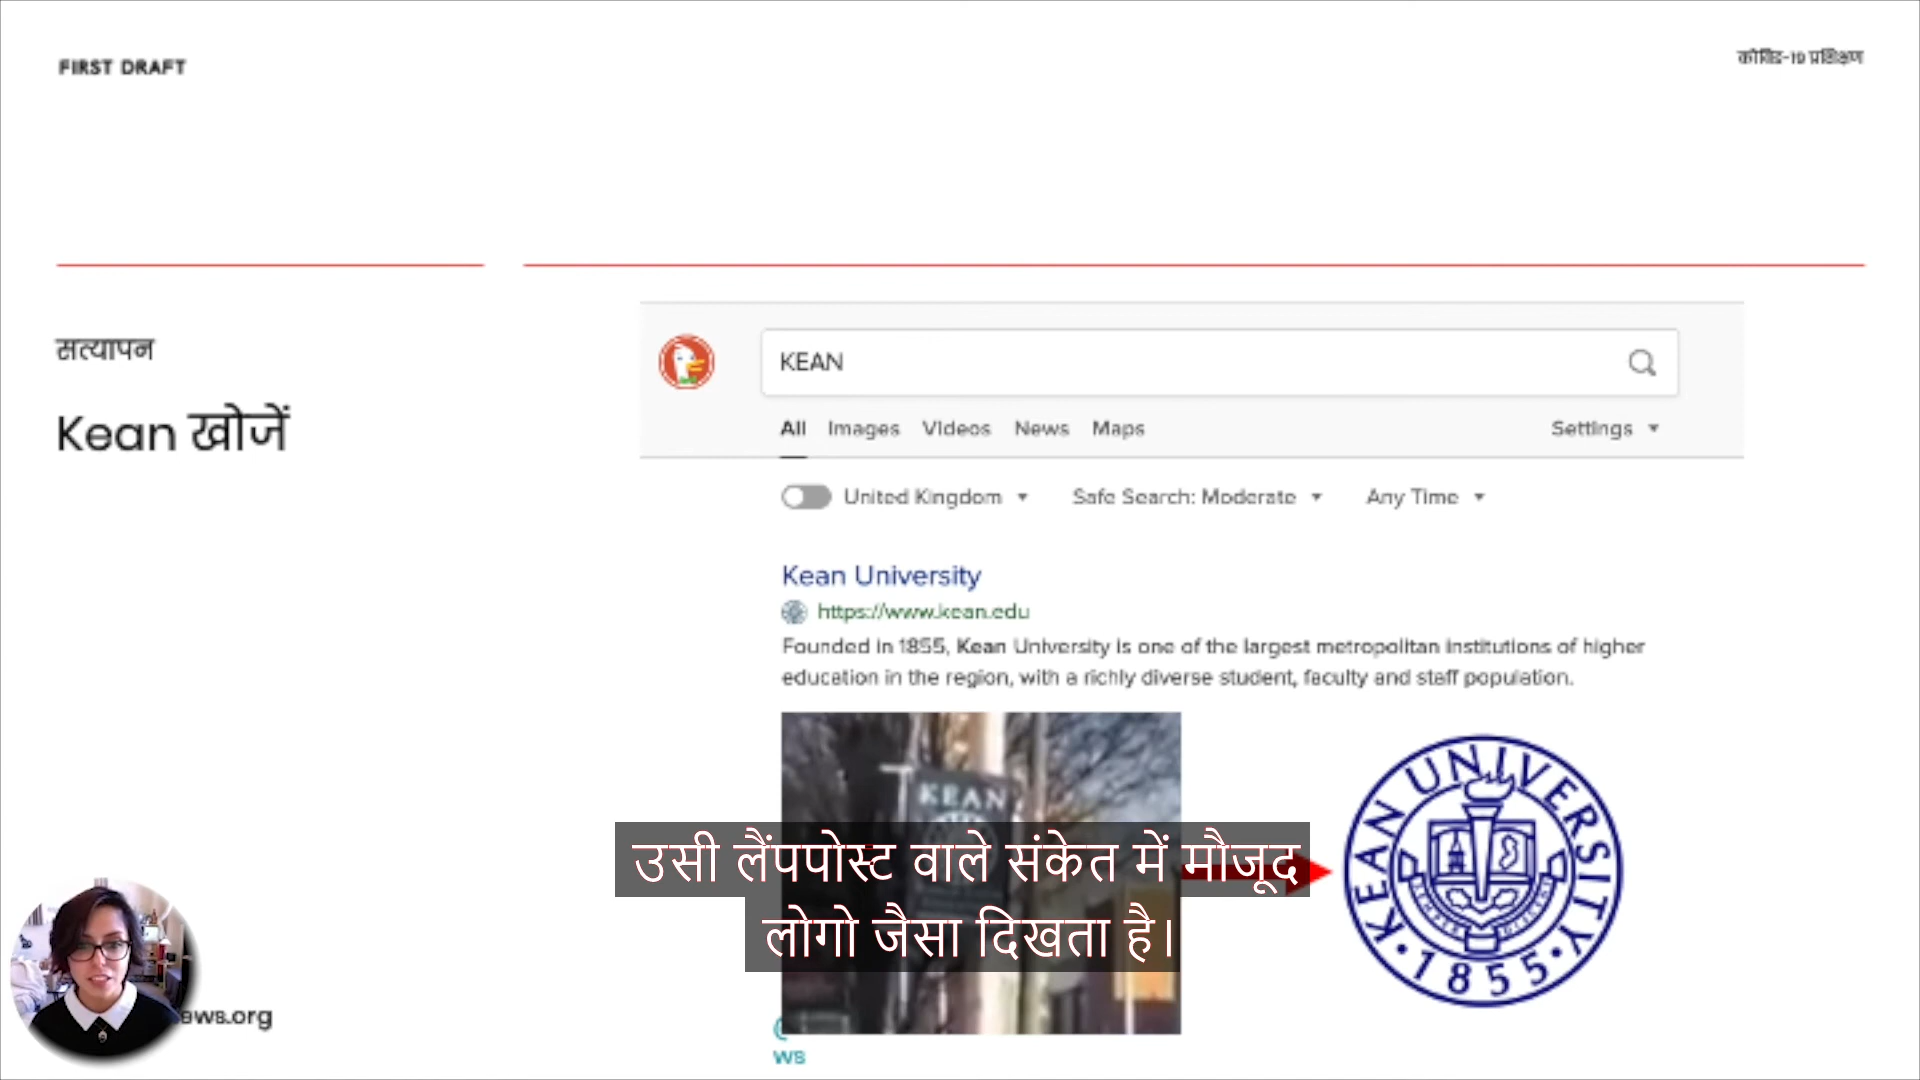 FIRST DRAFT
कोविड-19 प्रशिक्षण
सत्यापन
Kean खोजें
KEAN
All Images Videos News Maps Settings
United Kingdom Safe Search: Moderate Any Time
Kean University
https://www.kean.edu
Founded in 1855, Kean University is one of the largest metropolitan institutions of higher
education in the region, with a richly diverse student, faculty and staff population.
KEAN
KEAN UNIVERSITY
1855
उसी लैंपपोस्ट वाले संकेत में मौजूद
लोगो जैसा दिखता है।
ews.org
ws